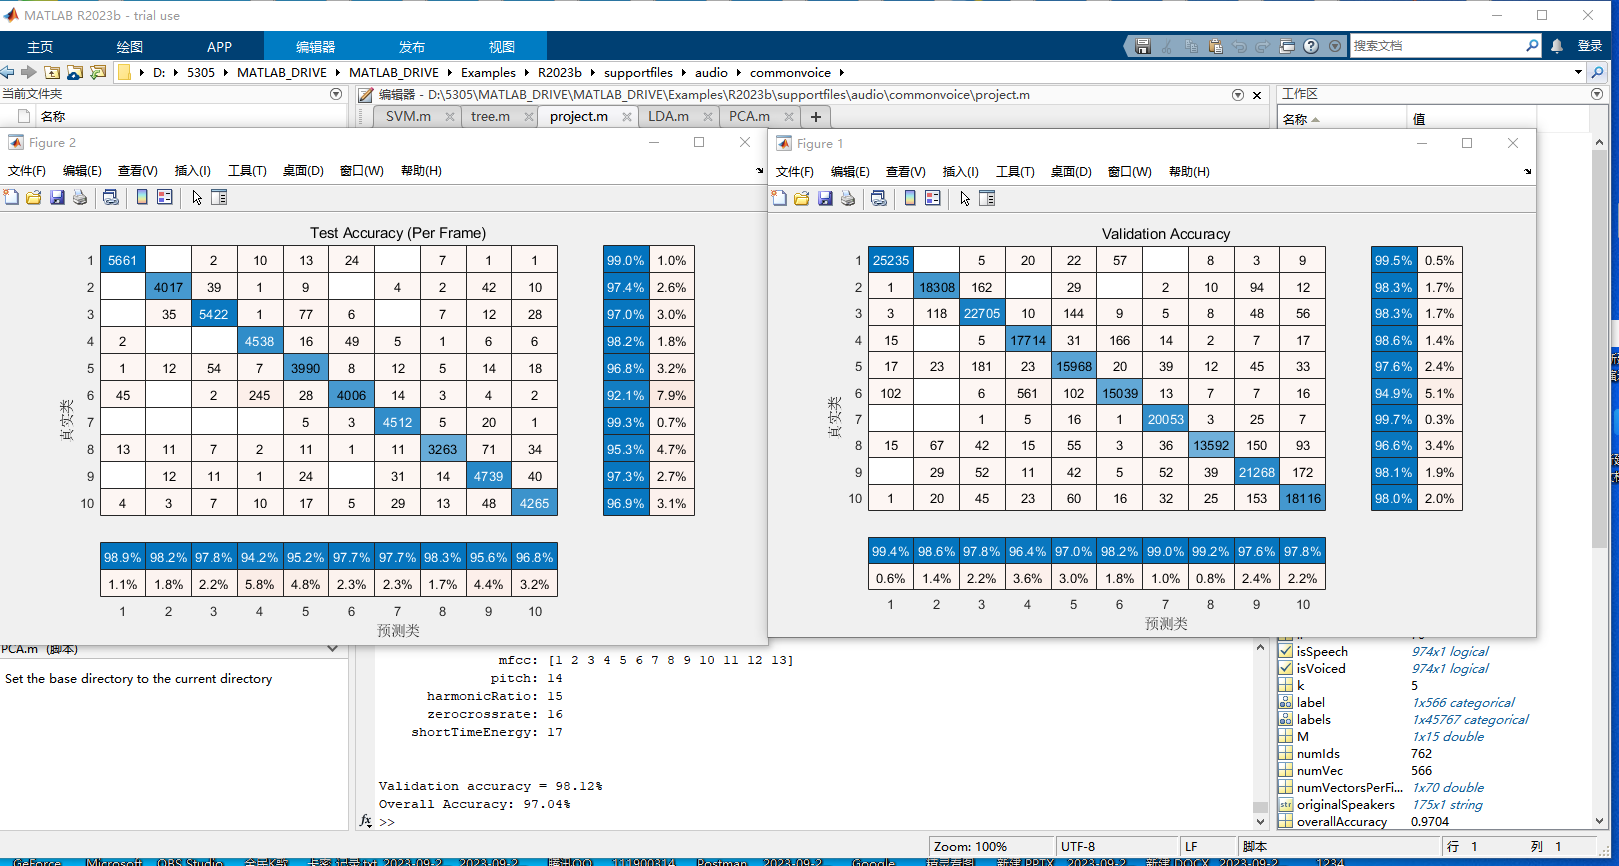 MATLAB R2023b - trial use
主页 绘图 APP 编辑器 发布 视图 搜索文档 登录
D: 5305 MATLAB_DRIVE MATLAB_DRIVE Examples R2023b supportfiles audio commonvoice
当前文件夹
名称
编辑器 - D:\5305\MATLAB_DRIVE\MATLAB_DRIVE\Examples\R2023b\supportfiles\audio\commonvoice\project.m
SVM.m tree.m project.m LDA.m PCA.m
工作区
名称 值
Figure 2
文件(F) 编辑(E) 查看(V) 插入(I) 工具(T) 桌面(D) 窗口(W) 帮助(H)
Test Accuracy (Per Frame)
1 5661 2 10 13 24 7 1 1 99.0% 1.0%
2 4017 39 1 9 4 2 42 10 97.4% 2.6%
3 35 5422 1 77 6 7 12 28 97.0% 3.0%
4 2 4538 16 49 5 1 6 6 98.2% 1.8%
5 1 12 54 7 3990 8 12 5 14 18 96.8% 3.2%
6 45 2 245 28 4006 14 3 4 2 92.1% 7.9%
7 5 3 4512 5 20 1 99.3% 0.7%
8 13 11 7 2 11 1 11 3263 71 34 95.3% 4.7%
9 12 11 1 24 31 14 4739 40 97.3% 2.7%
10 4 3 7 10 17 5 29 13 48 4265 96.9% 3.1%
真实类
98.9% 98.2% 97.8% 94.2% 95.2% 97.7% 97.7% 98.3% 95.6% 96.8%
1.1% 1.8% 2.2% 5.8% 4.8% 2.3% 2.3% 1.7% 4.4% 3.2%
1 2 3 4 5 6 7 8 9 10
预测类
Figure 1
文件(F) 编辑(E) 查看(V) 插入(I) 工具(T) 桌面(D) 窗口(W) 帮助(H)
Validation Accuracy
1 25235 5 20 22 57 8 3 9 99.5% 0.5%
2 1 18308 162 29 2 10 94 12 98.3% 1.7%
3 3 118 22705 10 144 9 5 8 48 56 98.3% 1.7%
4 15 5 17714 31 166 14 2 7 17 98.6% 1.4%
5 17 23 181 23 15968 20 39 12 45 33 97.6% 2.4%
6 102 6 561 102 15039 13 7 7 16 94.9% 5.1%
7 1 5 16 1 20053 3 25 7 99.7% 0.3%
8 15 67 42 15 55 3 36 13592 150 93 96.6% 3.4%
9 29 52 11 42 5 52 39 21268 172 98.1% 1.9%
10 1 20 45 23 60 16 32 25 153 18116 98.0% 2.0%
真实类
99.4% 98.6% 97.8% 96.4% 97.0% 98.2% 99.0% 99.2% 97.6% 97.8%
0.6% 1.4% 2.2% 3.6% 3.0% 1.8% 1.0% 0.8% 2.4% 2.2%
1 2 3 4 5 6 7 8 9 10
预测类
PCA.m (脚本)
Set the base directory to the current directory
mfcc: [1 2 3 4 5 6 7 8 9 10 11 12 13]
pitch: 14
harmonicRatio: 15
zerocrossrate: 16
shortTimeEnergy: 17
Validation accuracy = 98.12%
Overall Accuracy: 97.04%
fx >>
isSpeech 974x1 logical
isVoiced 974x1 logical
k 5
label 1x566 categorical
labels 1x45767 categorical
M 1x15 double
numIds 762
numVec 566
numVectorsPerFi... 1x70 double
originalSpeakers 175x1 string
overallAccuracy 0.9704
Zoom: 100% UTF-8 LF 脚本 行 1 列 1